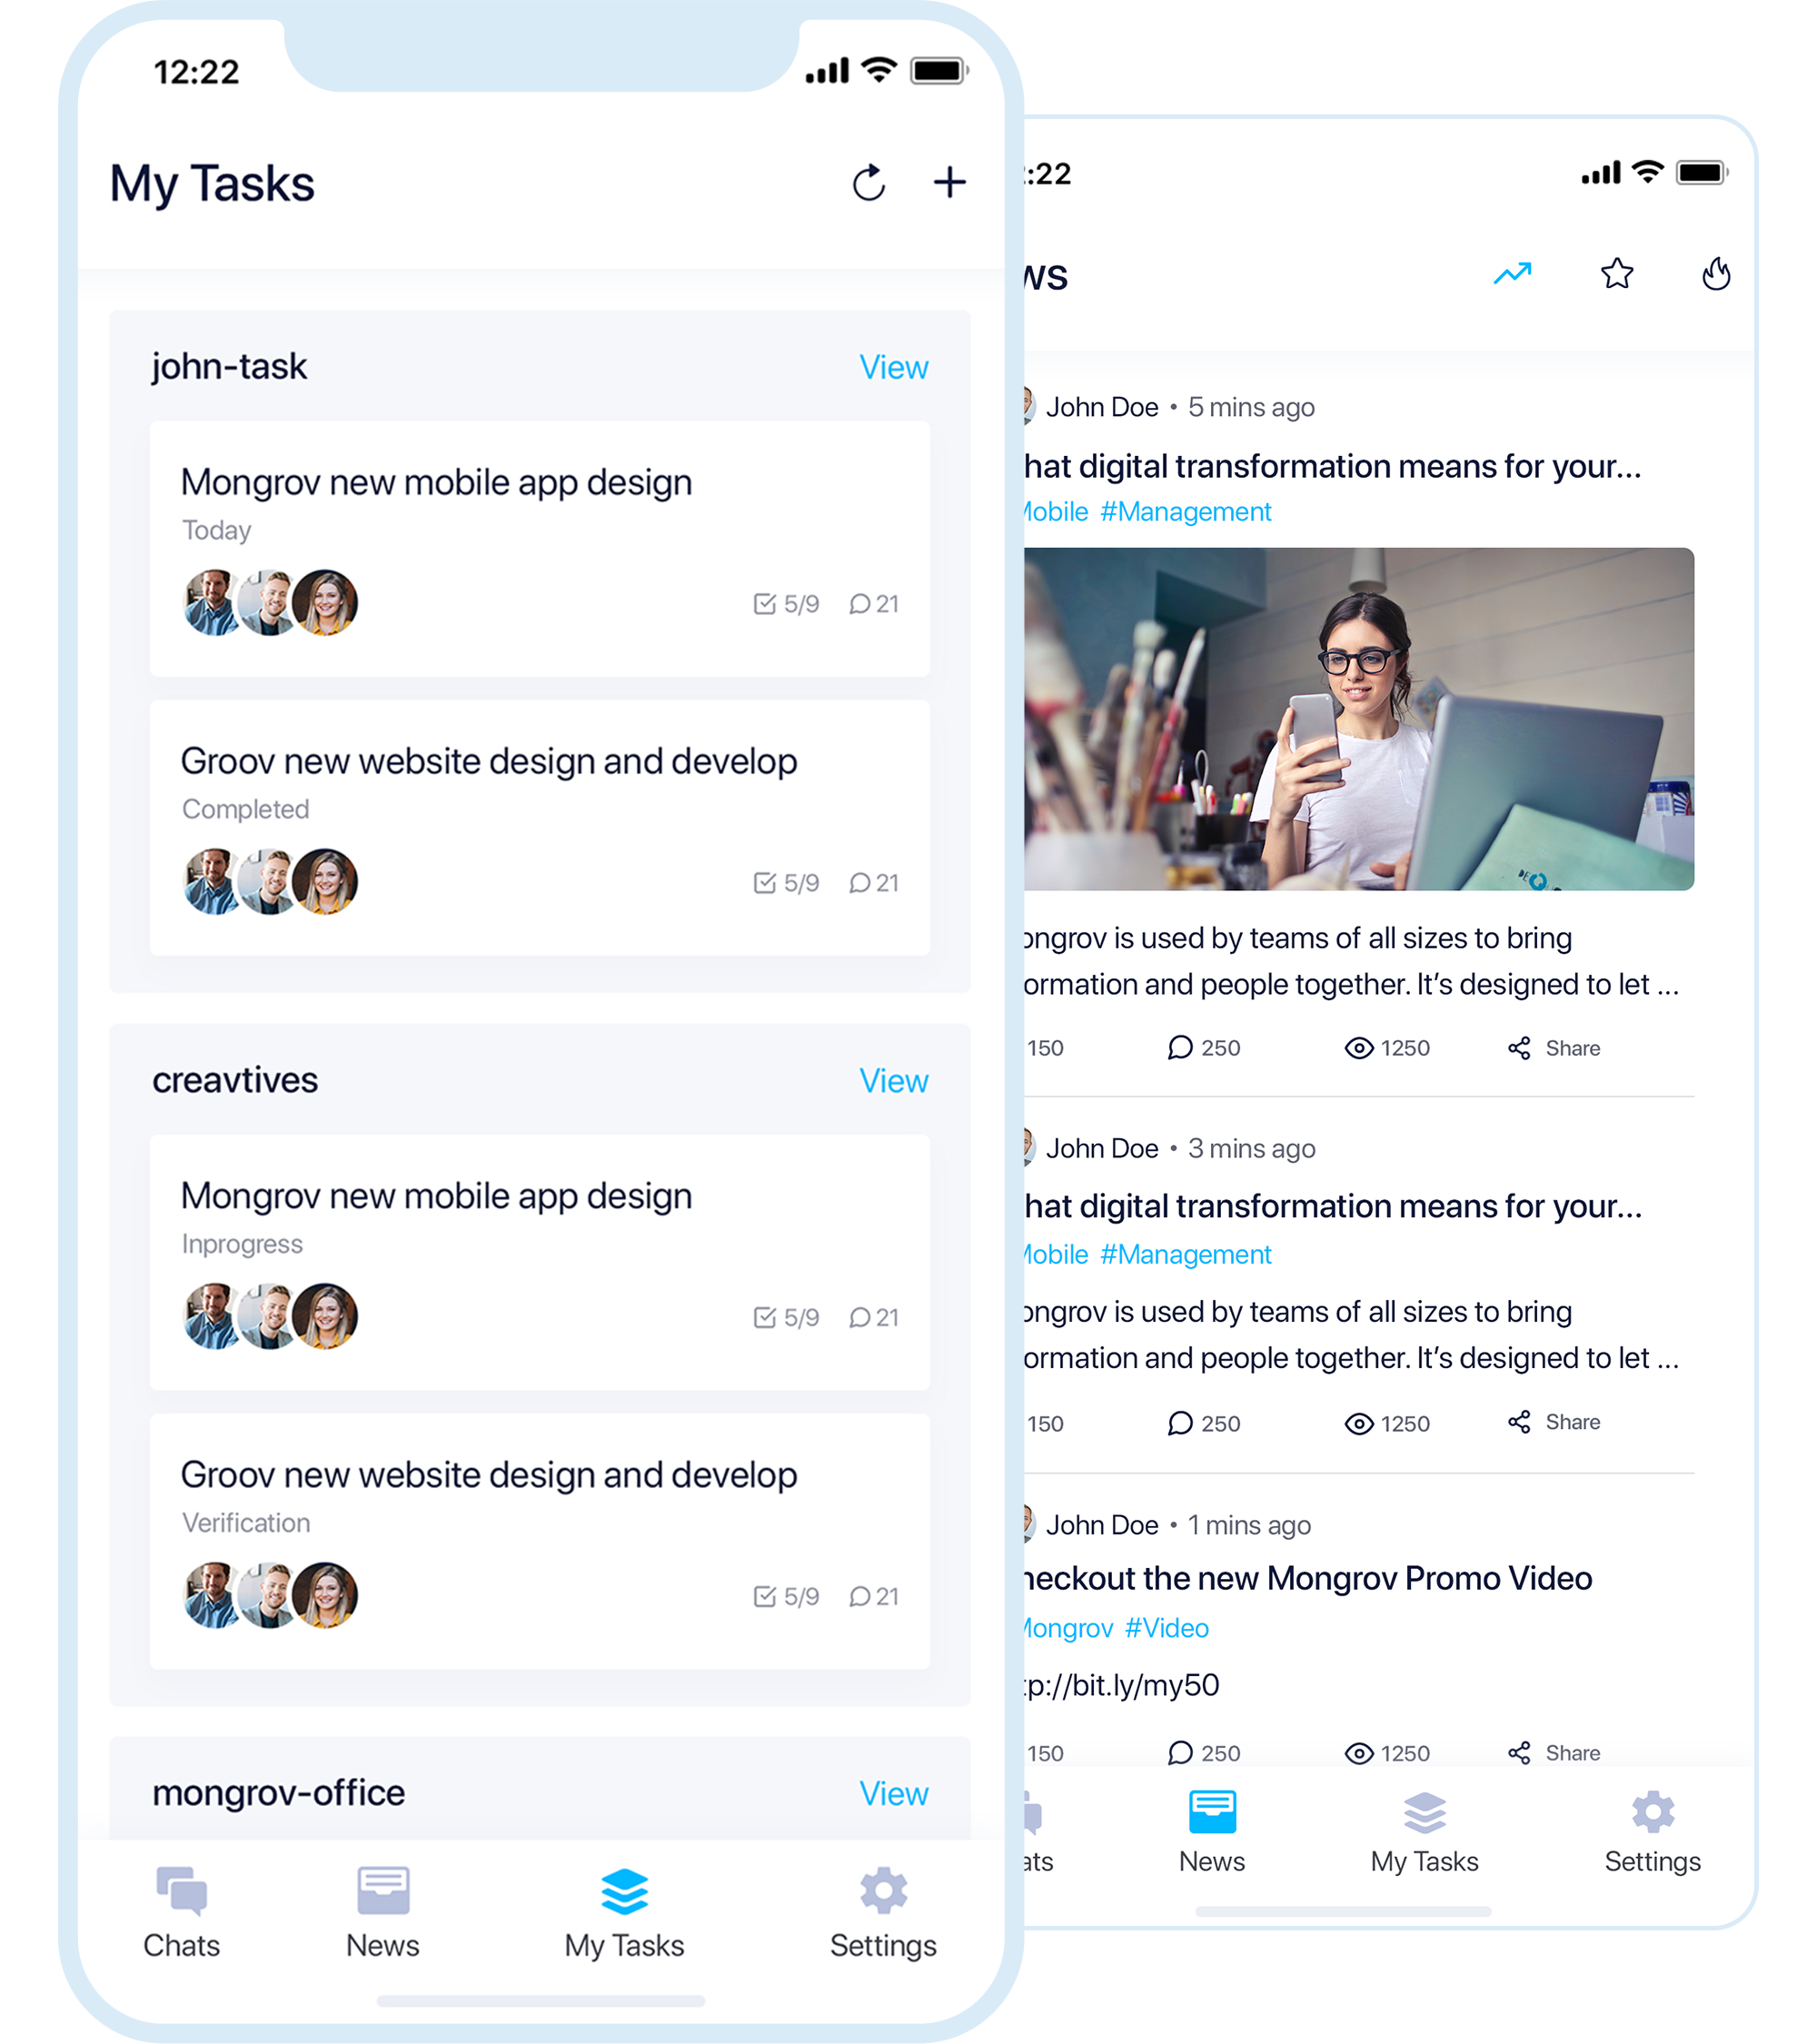 12:22
My Tasks
john-task
View
Mongrov new mobile app design
Today
5/9
21
Groov new website design and develop
Completed
5/9
21
creavtives
View
Mongrov new mobile app design
Inprogress
5/9
21
Groov new website design and develop
Verification
5/9
21
mongrov-office
View
Chats
News
My Tasks
Settings
:22
ws
John Doe • 5 mins ago
hat digital transformation means for your...
Mobile #Management
ongrov is used by teams of all sizes to bring
ormation and people together. It’s designed to let ...
150
250
1250
Share
John Doe • 3 mins ago
hat digital transformation means for your...
Mobile #Management
ongrov is used by teams of all sizes to bring
ormation and people together. It’s designed to let ...
150
250
1250
Share
John Doe • 1 mins ago
heckout the new Mongrov Promo Video
Mongrov #Video
tp://bit.ly/my50
150
250
1250
Share
ats
News
My Tasks
Settings